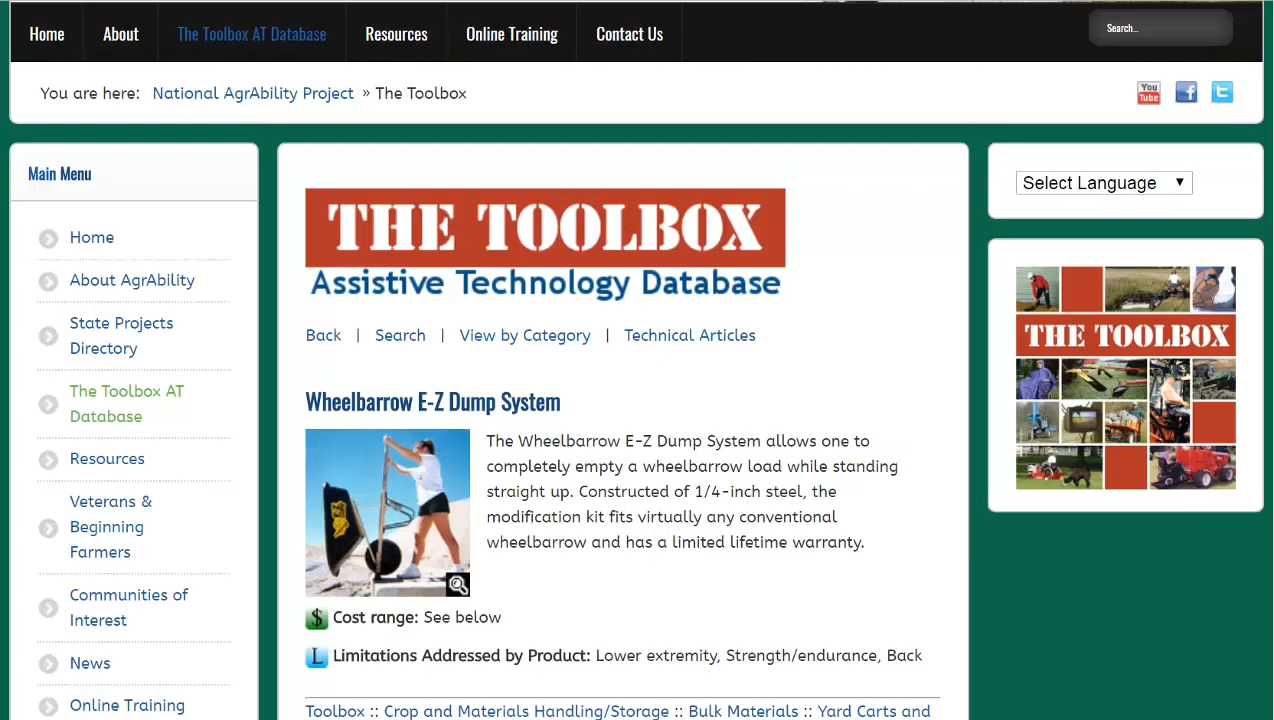 Home
About
The Toolbox AT Database
Resources
Online Training
Contact Us
Search...
You are here: National AgrAbility Project » The Toolbox
You
Tube
f
t
Main Menu
Home
About AgrAbility
State Projects
Directory
The Toolbox AT
Database
Resources
Veterans &
Beginning
Farmers
Communities of
Interest
News
Online Training
THE TOOLBOX
Assistive Technology Database
Back | Search | View by Category | Technical Articles
Wheelbarrow E-Z Dump System
The Wheelbarrow E-Z Dump System allows one to
completely empty a wheelbarrow load while standing
straight up. Constructed of 1/4-inch steel, the
modification kit fits virtually any conventional
wheelbarrow and has a limited lifetime warranty.
$ Cost range: See below
L Limitations Addressed by Product: Lower extremity, Strength/endurance, Back
Toolbox :: Crop and Materials Handling/Storage :: Bulk Materials :: Yard Carts and
Select Language
THE TOOLBOX